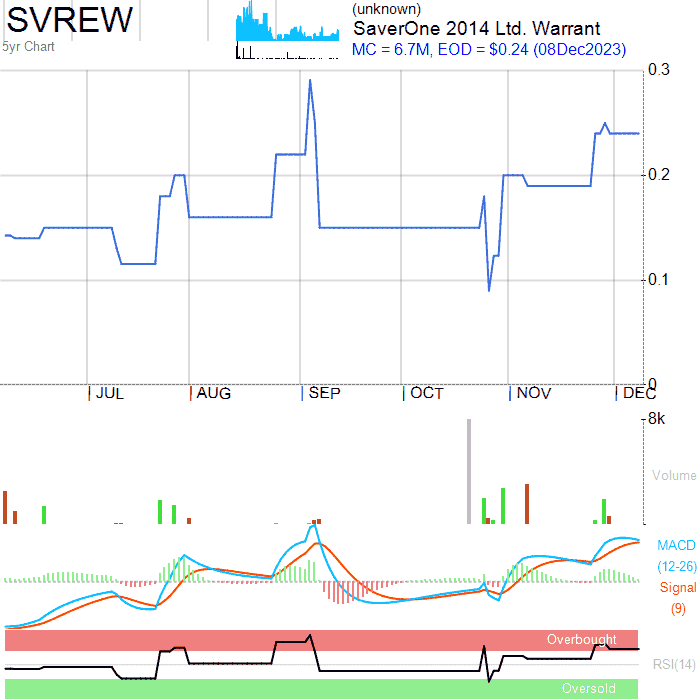 SVREW
5yr Chart
(unknown)
SaverOne 2014 Ltd. Warrant
MC = 6.7M, EOD = $0.24 (08Dec2023)
0.3
0.2
0.1
0
JUL AUG SEP OCT NOV DEC
8k
Volume
MACD
(12-26)
Signal
(9)
Overbought
RSI(14)
Oversold